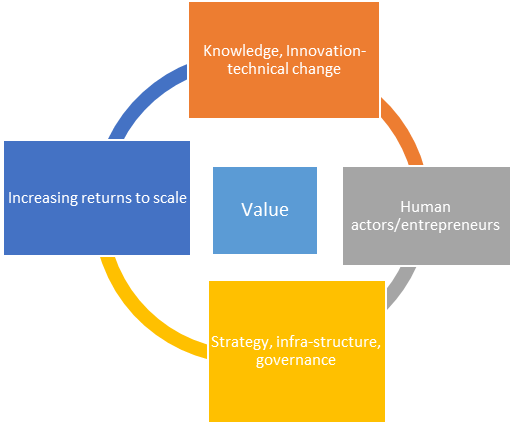 Knowledge, Innovation-
technical change
Increasing returns to scale
Value
Human
actors/entrepreneurs
Strategy, infra-structure,
governance